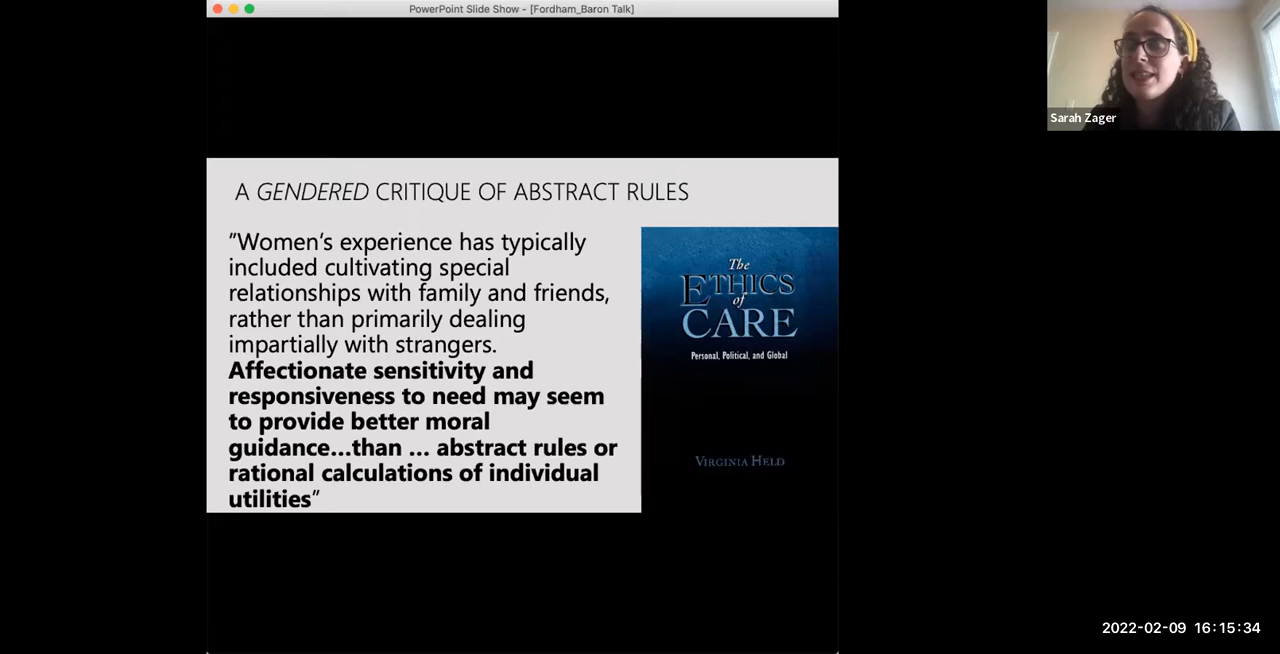 PowerPoint Slide Show - [Fordham_Baron Talk]
Sarah Zager
A GENDERED CRITIQUE OF ABSTRACT RULES
”Women’s experience has typically
included cultivating special
relationships with family and friends,
rather than primarily dealing
impartially with strangers.
Affectionate sensitivity and
responsiveness to need may seem
to provide better moral
guidance...than ... abstract rules or
rational calculations of individual
utilities”
The
ETHICS
of
CARE
Personal, Political, and Global
VIRGINIA HELD
2022-02-09 16:15:34